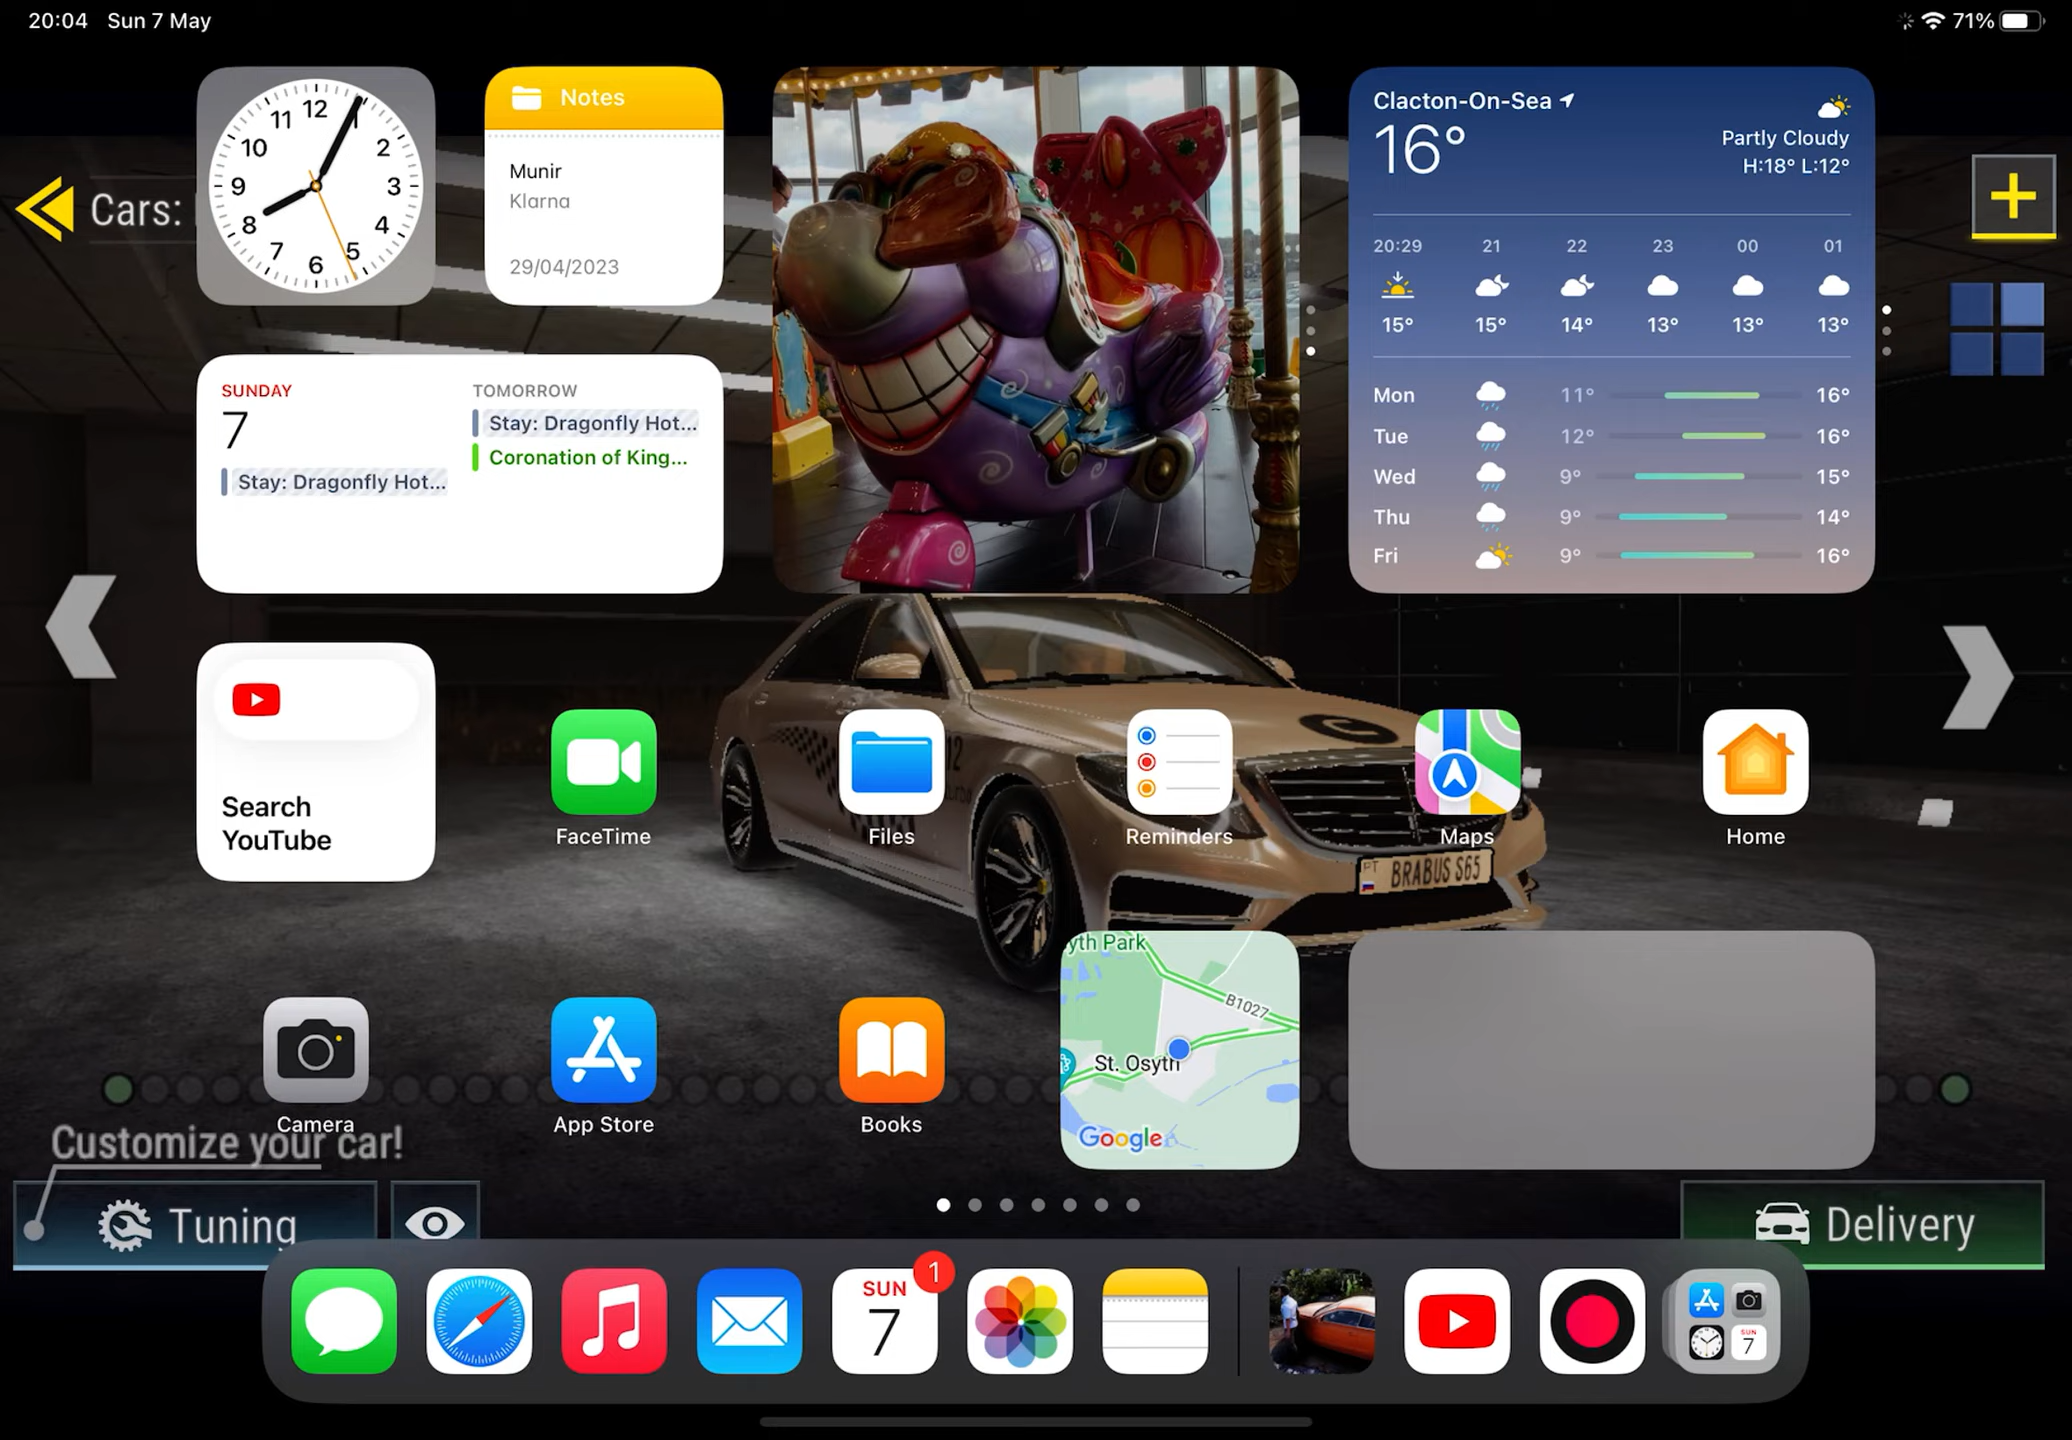 20:04 Sun 7 May
71%
12
1
2
3
4
5
6
7
8
9
10
11
Notes
Munir
Klarna
29/04/2023
Clacton-On-Sea
16°
Partly Cloudy
H:18° L:12°
20:29 21 22 23 00 01
15° 15° 14° 13° 13° 13°
Mon 11° 16°
Tue 12° 16°
Wed 9° 15°
Thu 9° 14°
Fri 9° 16°
Cars:
SUNDAY
7
Stay: Dragonfly Hot...
TOMORROW
Stay: Dragonfly Hot...
Coronation of King...
Search
YouTube
FaceTime
Files
Reminders
Maps
Home
12
PT BRABUS S65
Camera
App Store
Books
yth Park
B1027
St. Osyth
Google
Customize your car!
Tuning
Delivery
SUN
7
1
SUN
7